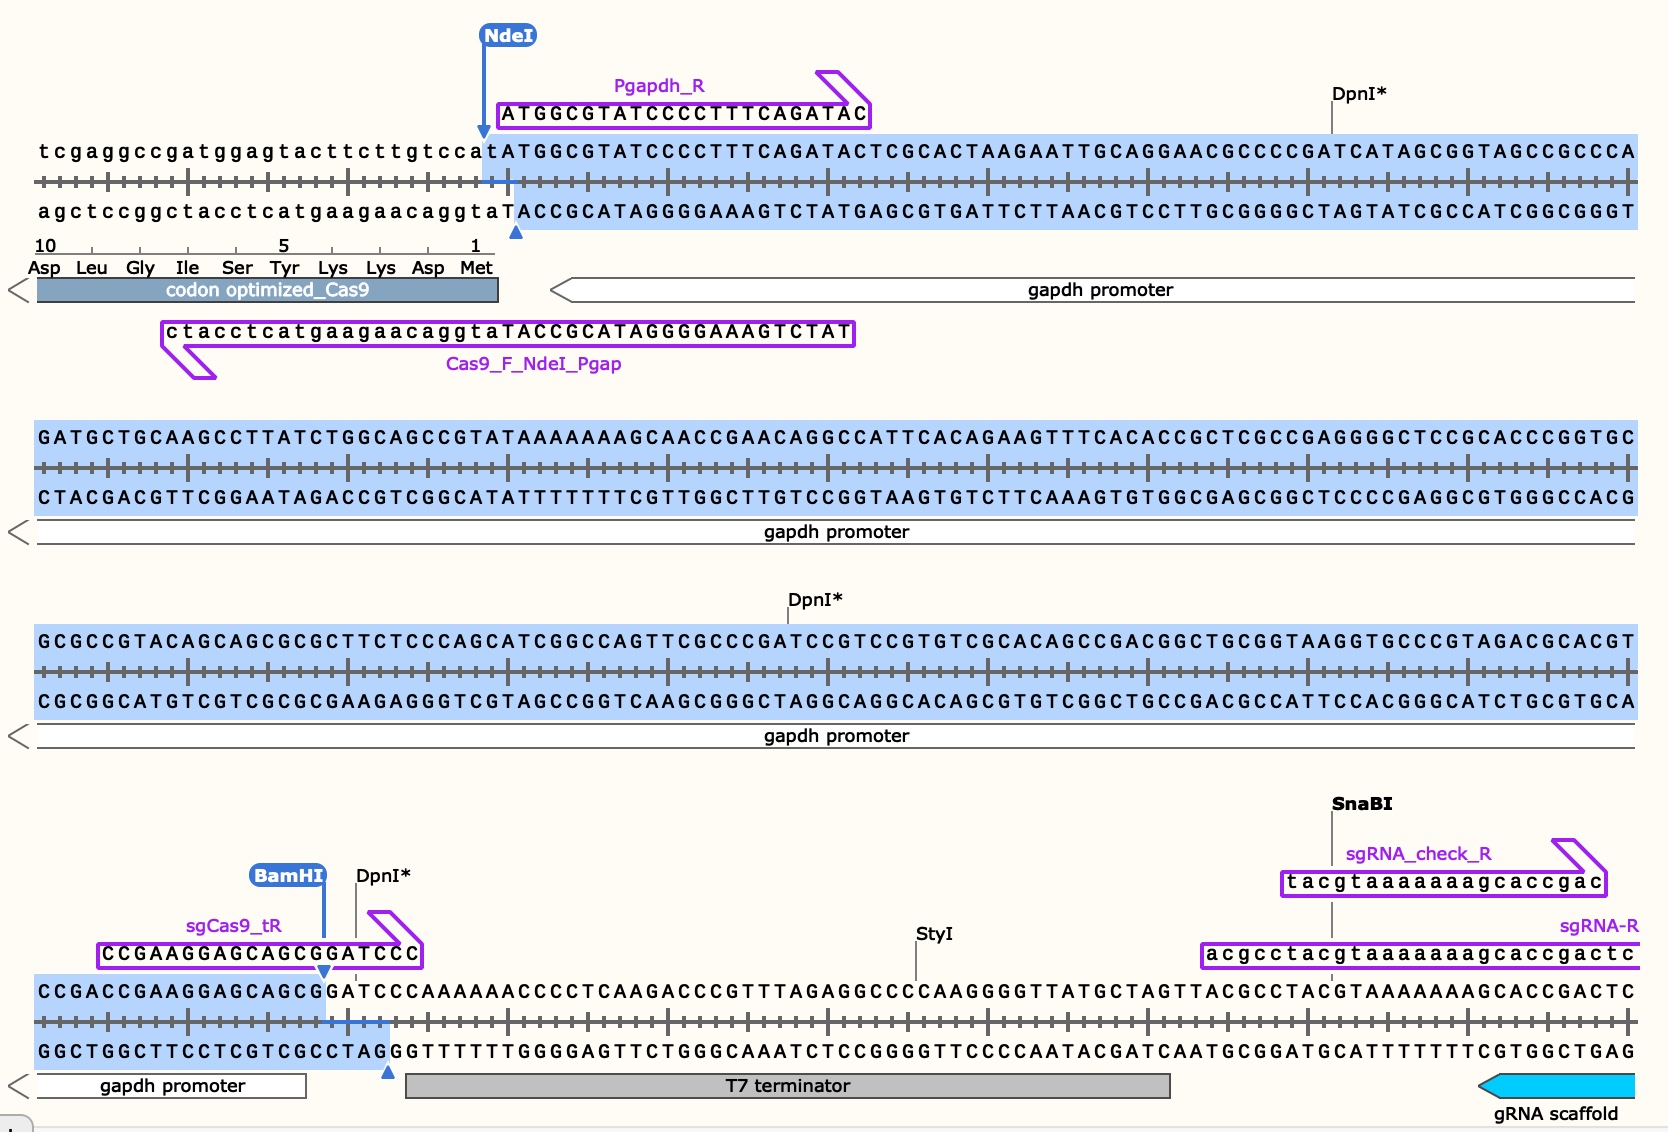 NdeI
Pgapdh_R
DpnI*
ATGGCGTATCCCCTTTCAGATAC
tcgaggccgatggagtacttcttgtccatATGGCGTATCCCCTTTCAGATACTCGCACTAAGAATTGCAGGAACGCCCCGATCATAGCGGTAGCCGCCCA
agctccggctacctcatgaagaacaggtaTACCGCATAGGGGAAAGTCTATGAGCGTGATTCTTAACGTCCTTGCGGGGCTAGTATCGCCATCGGCGGGT
10 5 1
Asp Leu Gly Ile Ser Tyr Lys Lys Asp Met
codon optimized_Cas9 gapdh promoter
ctacctcatgaagaacaggtaTACCGCATAGGGGAAAGTCTAT
Cas9_F_NdeI_Pgap
GATGCTGCAAGCCTTATCTGGCAGCCGTATAAAAAAAGCAACCGAACAGGCCATTCACAGAAGTTTCACACCGCTCGCCGAGGGGCTCCGCACCCGGTGC
CTACGACGTTCGGAATAGACCGTCGGCATATTTTTTTCGTTGGCTTGTCCGGTAAGTGTCTTCAAAGTGTGGCGAGCGGCTCCCCGAGGCGTGGGCCACG
gapdh promoter
DpnI*
GCGCCGTACAGCAGCGCGCTTCTCCCAGCATCGGCCAGTTCGCCCGATCCGTCCGTGTCGCACAGCCGACGGCTGCGGTAAGGTGCCCGTAGACGCACGT
CGCGGCATGTCGTCGCGCGAAGAGGGTCGTAGCCGGTCAAGCGGGCTAGGCAGGCACAGCGTGTCGGCTGCCGACGCCATTCCACGGGCATCTGCGTGCA
gapdh promoter
SnaBI
BamHI DpnI* sgRNA_check_R
tacgtaaaaaaagcaccgac
sgCas9_tR StyI sgRNA-R
CCGAAGGAGCAGCGGATCCC acgcctacgtaaaaaaagcaccgactc
CCGACCGAAGGAGCAGCGGATCCCAAAAAACCCCTCAAGACCCGTTTAGAGGCCCCAAGGGGTTATGCTAGTTACGCCTACGTAAAAAAAGCACCGACTC
GGCTGGCTTCCTCGTCGCCTAGGGTTTTTTGGGGAGTTCTGGGCAAATCTCCGGGGTTCCCCAATACGATCAATGCGGATGCATTTTTTTCGTGGCTGAG
gapdh promoter T7 terminator
gRNA scaffold